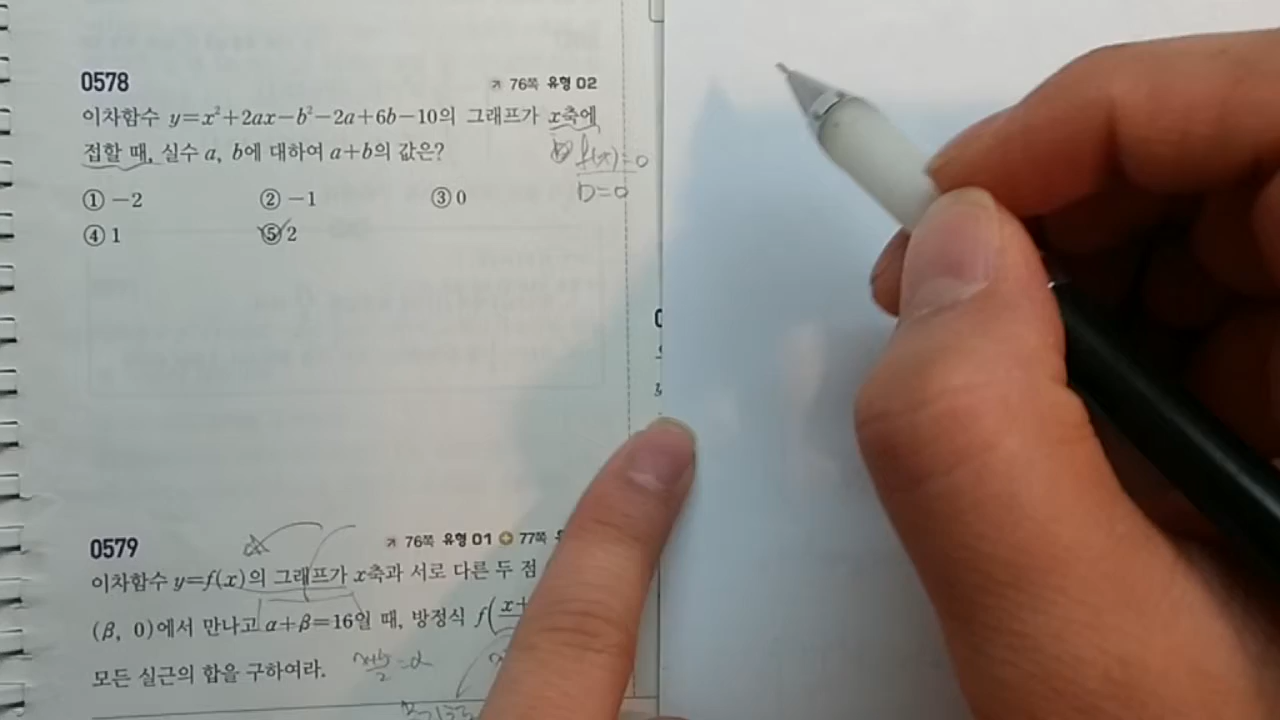 0578
76쪽 유형 02
이차함수 y=x²+2ax-b²-2a+6b-10의 그래프가 x축에
접할 때, 실수 a, b에 대하여 a+b의 값은?
f(x)=0
D=0
① -2 ② -1 ③ 0
④ 1 ⑤ 2
0579
76쪽 유형 01 + 77쪽
이차함수 y=f(x)의 그래프가 x축과 서로 다른 두 점
(β, 0)에서 만나고 α+β=16일 때, 방정식 f(x+
모든 실근의 합을 구하여라.